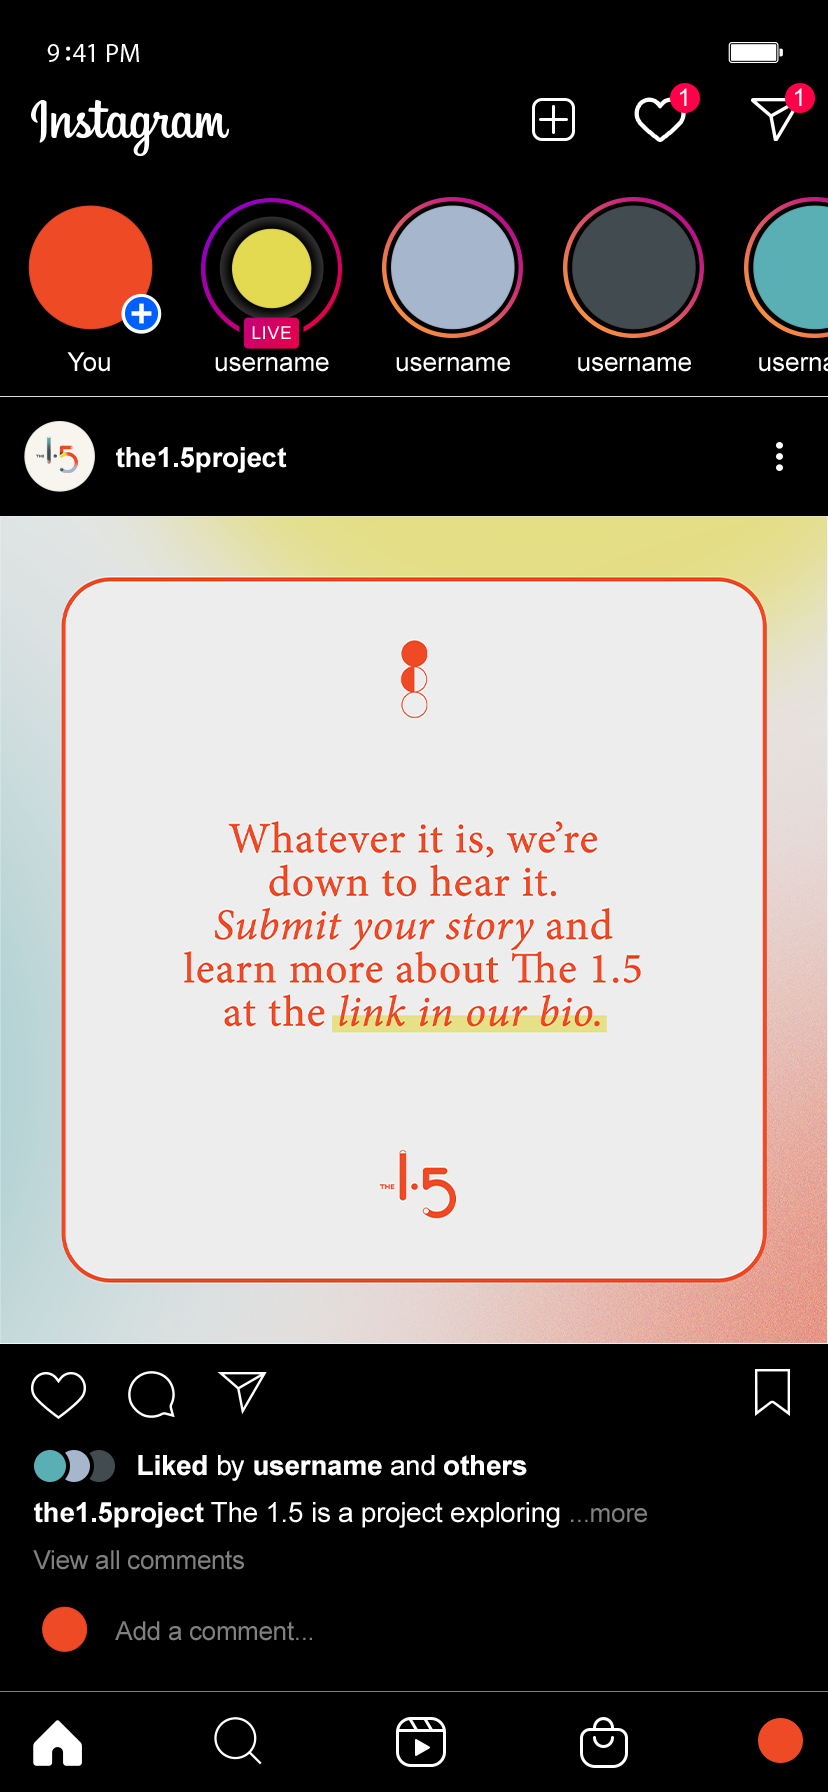 9:41 PM
Instagram
1
1
LIVE
You
username
username
username
userna
THE 1.5
the1.5project
Whatever it is, we’re
down to hear it.
Submit your story and
learn more about The 1.5
at the link in our bio.
THE 1.5
Liked by username and others
the1.5project The 1.5 is a project exploring ...more
View all comments
Add a comment...